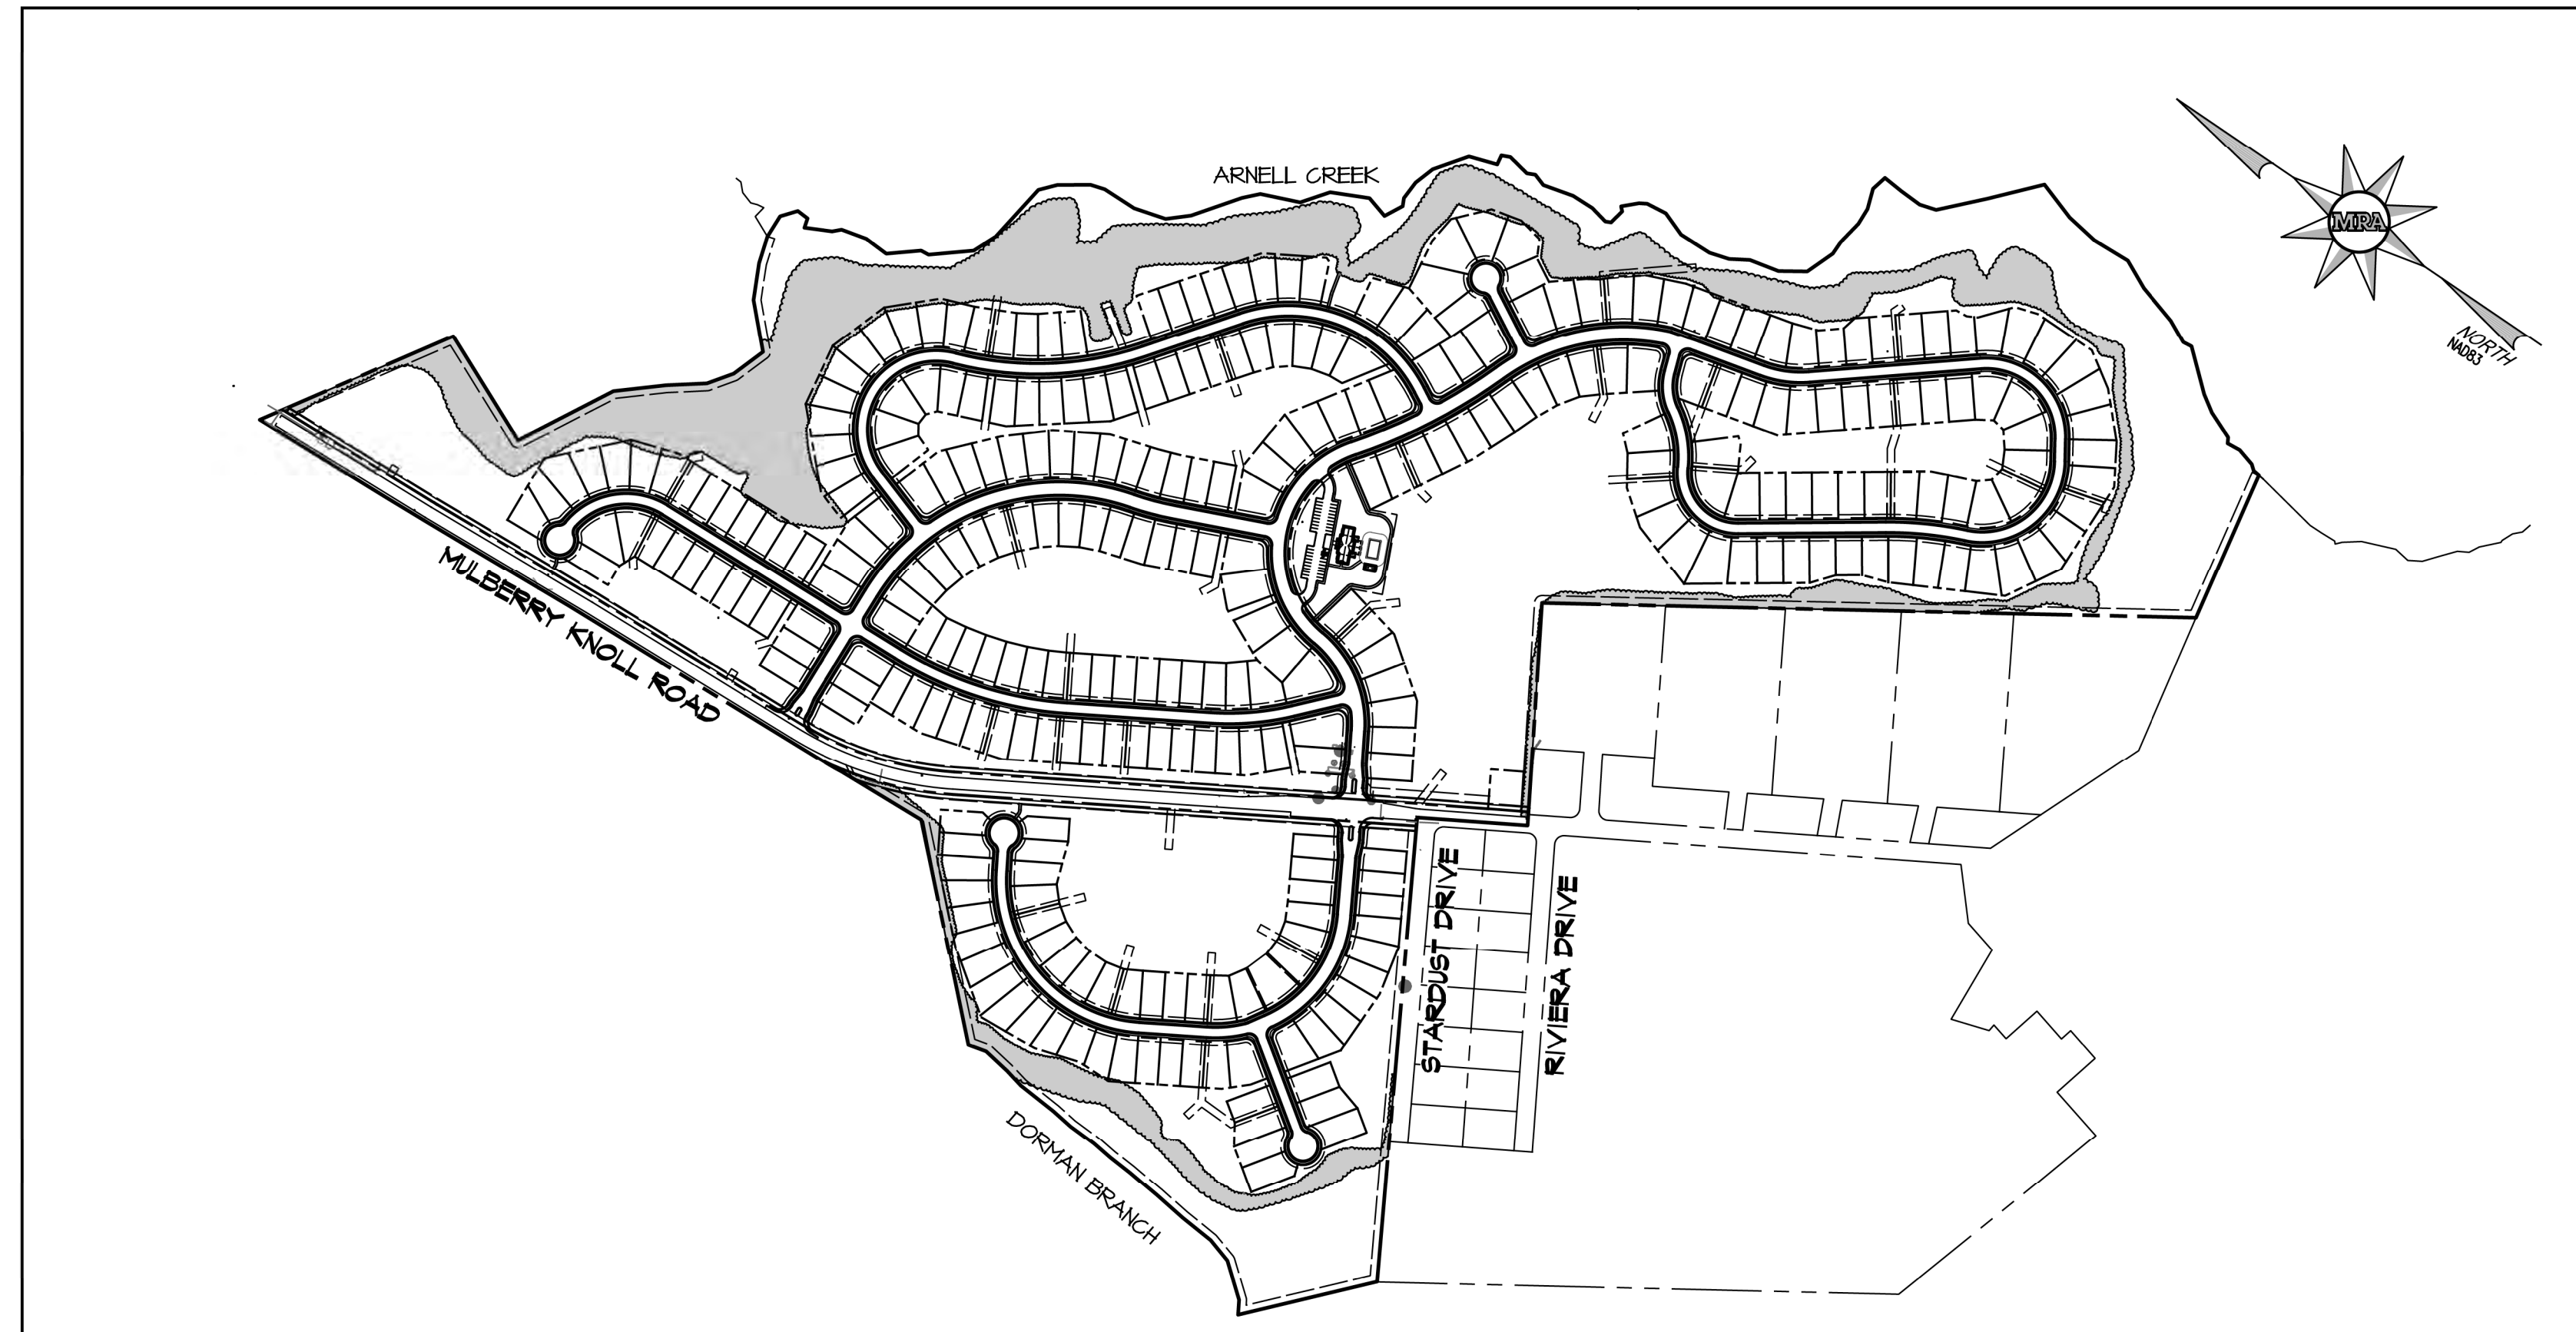 ARNELL CREEK
MRA
NORTH
NAD83
MULBERRY KNOLL ROAD
STARDUST DRIVE
RIVIERA DRIVE
DORMAN BRANCH